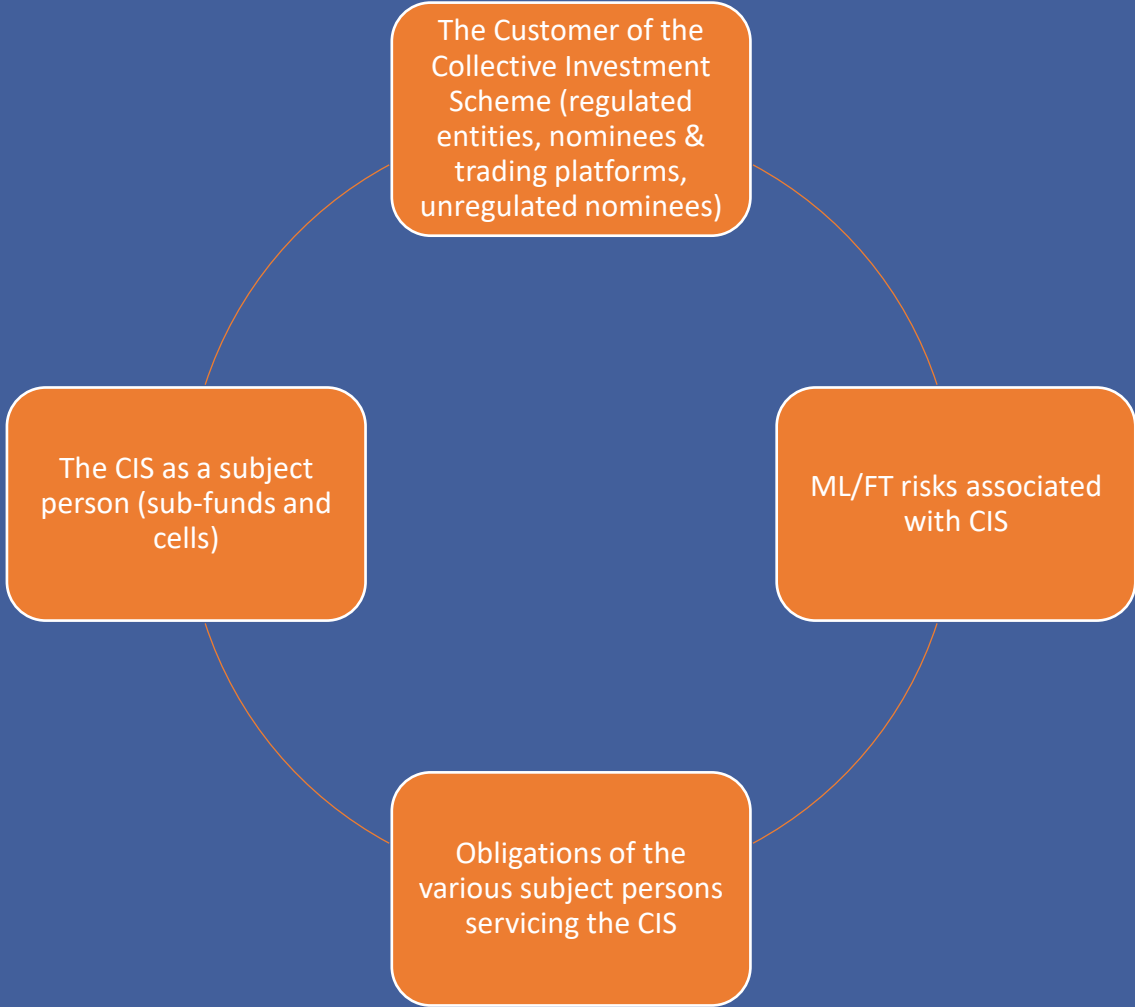 The Customer of the
Collective Investment
Scheme (regulated
entities, nominees &
trading platforms,
unregulated nominees)
The CIS as a subject
person (sub-funds and
cells)
ML/FT risks associated
with CIS
Obligations of the
various subject persons
servicing the CIS